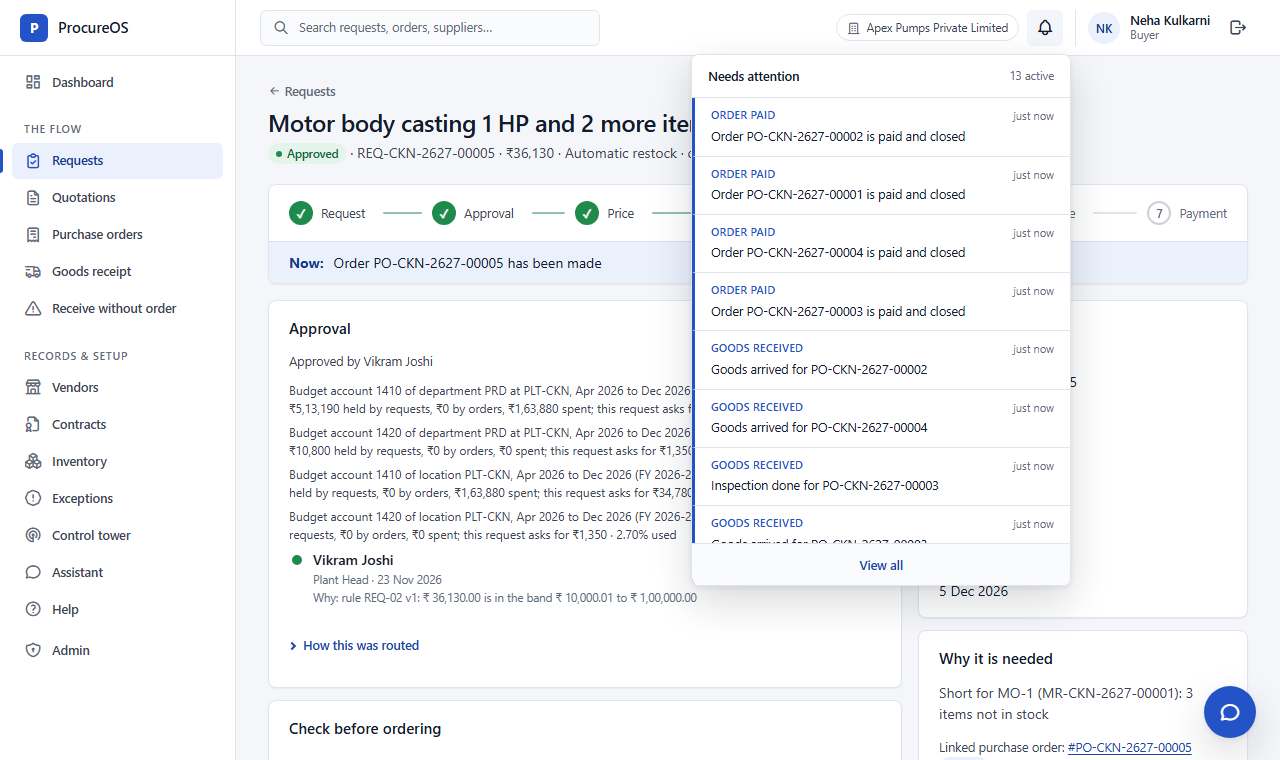 P ProcureOS
Search requests, orders, suppliers...
Apex Pumps Private Limited
NK
Neha Kulkarni
Buyer
Dashboard
THE FLOW
Requests
Quotations
Purchase orders
Goods receipt
Receive without order
RECORDS & SETUP
Vendors
Contracts
Inventory
Exceptions
Control tower
Assistant
Help
Admin
← Requests
Motor body casting 1 HP and 2 more
Approved · REQ-CKN-2627-00005 · ₹36,130 · Automatic restock ·
Request
Approval
Price
7 Payment
Now: Order PO-CKN-2627-00005 has been made
Approval
Approved by Vikram Joshi
Budget account 1410 of department PRD at PLT-CKN, Apr 2026 to Dec 2026
₹5,13,190 held by requests, ₹0 by orders, ₹1,63,880 spent; this request asks
Budget account 1420 of department PRD at PLT-CKN, Apr 2026 to Dec 2026
₹10,800 held by requests, ₹0 by orders, ₹0 spent; this request asks for ₹1,350
Budget account 1410 of location PLT-CKN, Apr 2026 to Dec 2026 (FY 2026-2
held by requests, ₹0 by orders, ₹1,63,880 spent; this request asks for ₹34,780
Budget account 1420 of location PLT-CKN, Apr 2026 to Dec 2026 (FY 2026-2
requests, ₹0 by orders, ₹0 spent; this request asks for ₹1,350 · 2.70% used
Vikram Joshi
Plant Head · 23 Nov 2026
Why: rule REQ-02 v1: ₹ 36,130.00 is in the band ₹ 10,000.01 to ₹ 1,00,000.00
How this was routed
Check before ordering
Needs attention
13 active
ORDER PAID
just now
Order PO-CKN-2627-00002 is paid and closed
ORDER PAID
just now
Order PO-CKN-2627-00001 is paid and closed
ORDER PAID
just now
Order PO-CKN-2627-00004 is paid and closed
ORDER PAID
just now
Order PO-CKN-2627-00003 is paid and closed
GOODS RECEIVED
just now
Goods arrived for PO-CKN-2627-00002
GOODS RECEIVED
just now
Goods arrived for PO-CKN-2627-00004
GOODS RECEIVED
just now
Inspection done for PO-CKN-2627-00003
GOODS RECEIVED
just now
Goods arrived for
View all
5 Dec 2026
Why it is needed
Short for MO-1 (MR-CKN-2627-00001): 3
items not in stock
Linked purchase order: #PO-CKN-2627-00005